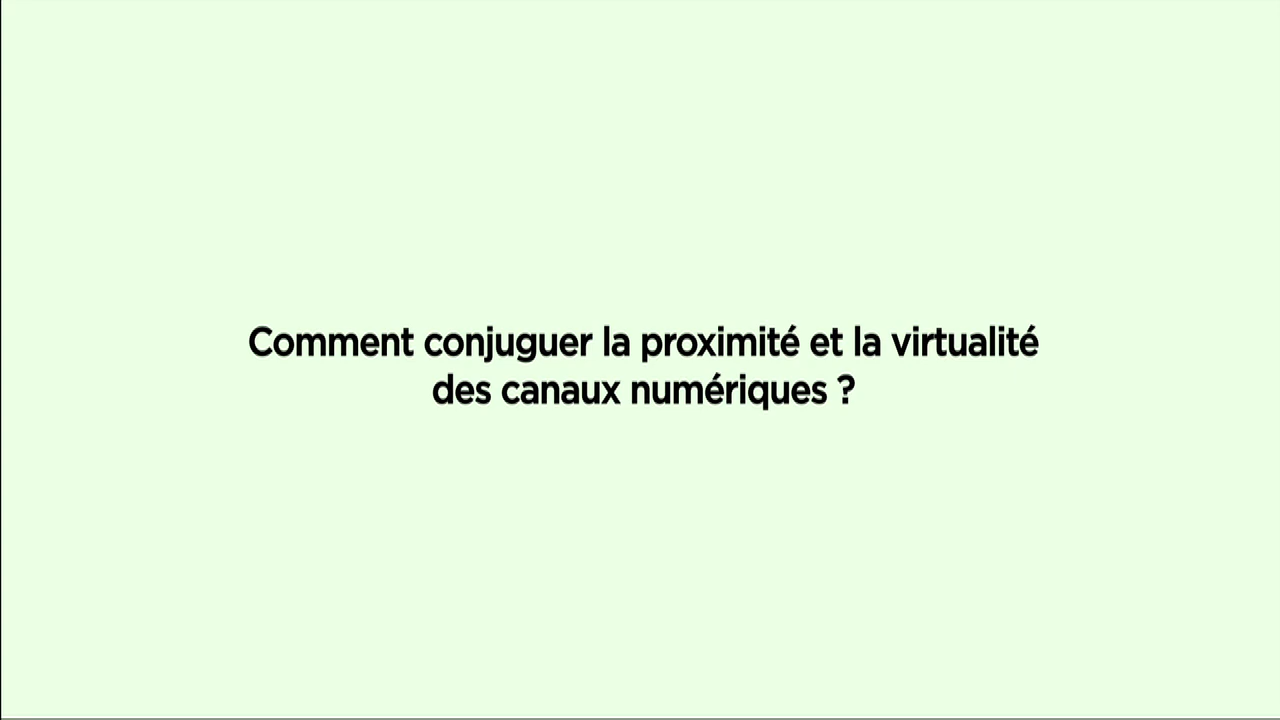 Comment conjuguer la proximité et la virtualité
des canaux numériques ?